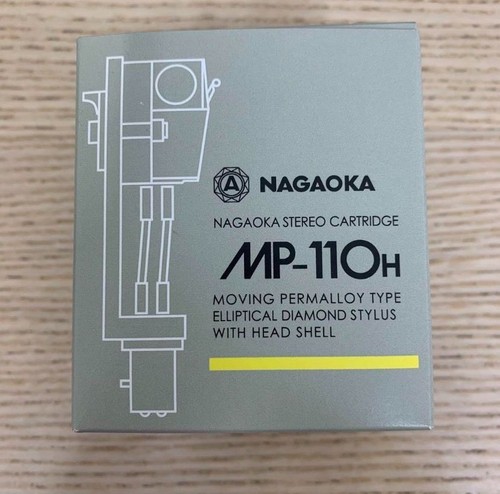 A NAGAOKA
NAGAOKA STEREO CARTRIDGE
MP-110H
MOVING PERMALLOY TYPE
ELLIPTICAL DIAMOND STYLUS
WITH HEAD SHELL